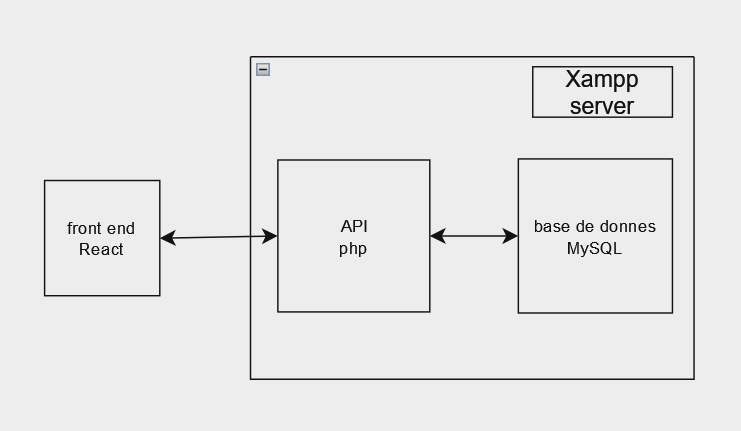 Xampp
server
front end
React
API
php
base de donnes
MySQL